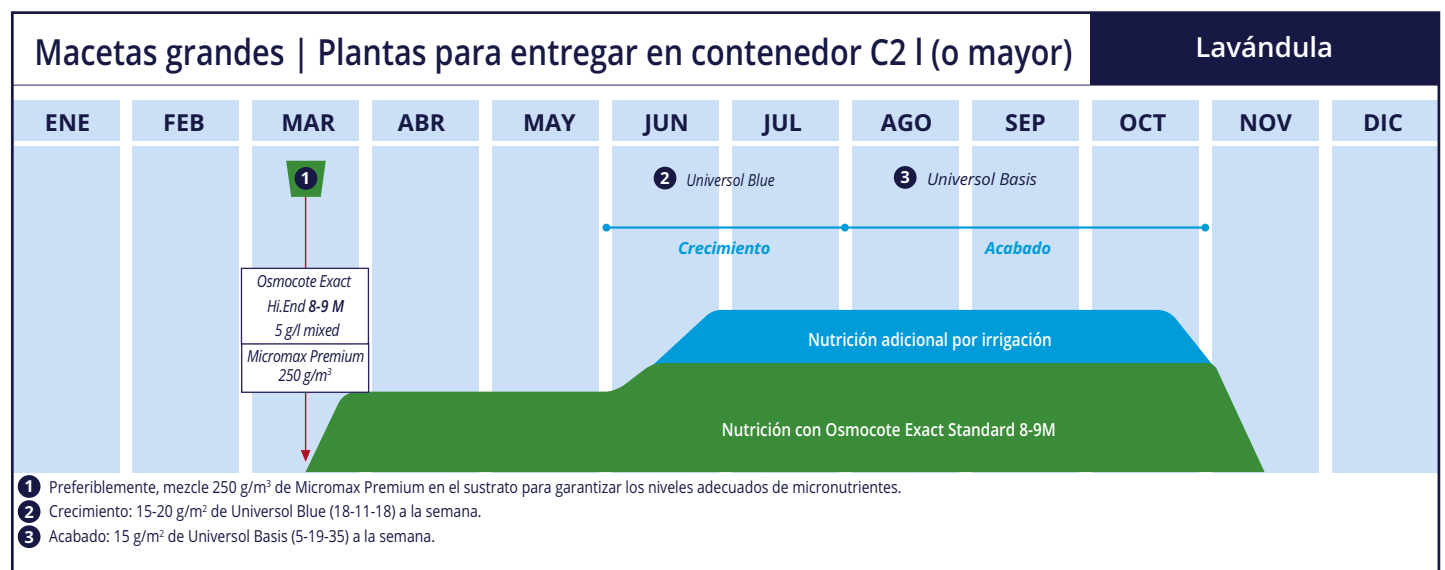 Macetas grandes | Plantas para entregar en contenedor C2 l (o mayor)
Lavándula
ENE FEB MAR ABR MAY JUN JUL AGO SEP OCT NOV DIC
1
2 Universol Blue
3 Universol Basis
Crecimiento
Acabado
Osmocote Exact
Hi.End 8-9 M
5 g/l mixed
Micromax Premium
250 g/m³
Nutrición adicional por irrigación
Nutrición con Osmocote Exact Standard 8-9M
1 Preferiblemente, mezcle 250 g/m³ de Micromax Premium en el sustrato para garantizar los niveles adecuados de micronutrientes.
2 Crecimiento: 15-20 g/m² de Universol Blue (18-11-18) a la semana.
3 Acabado: 15 g/m² de Universol Basis (5-19-35) a la semana.